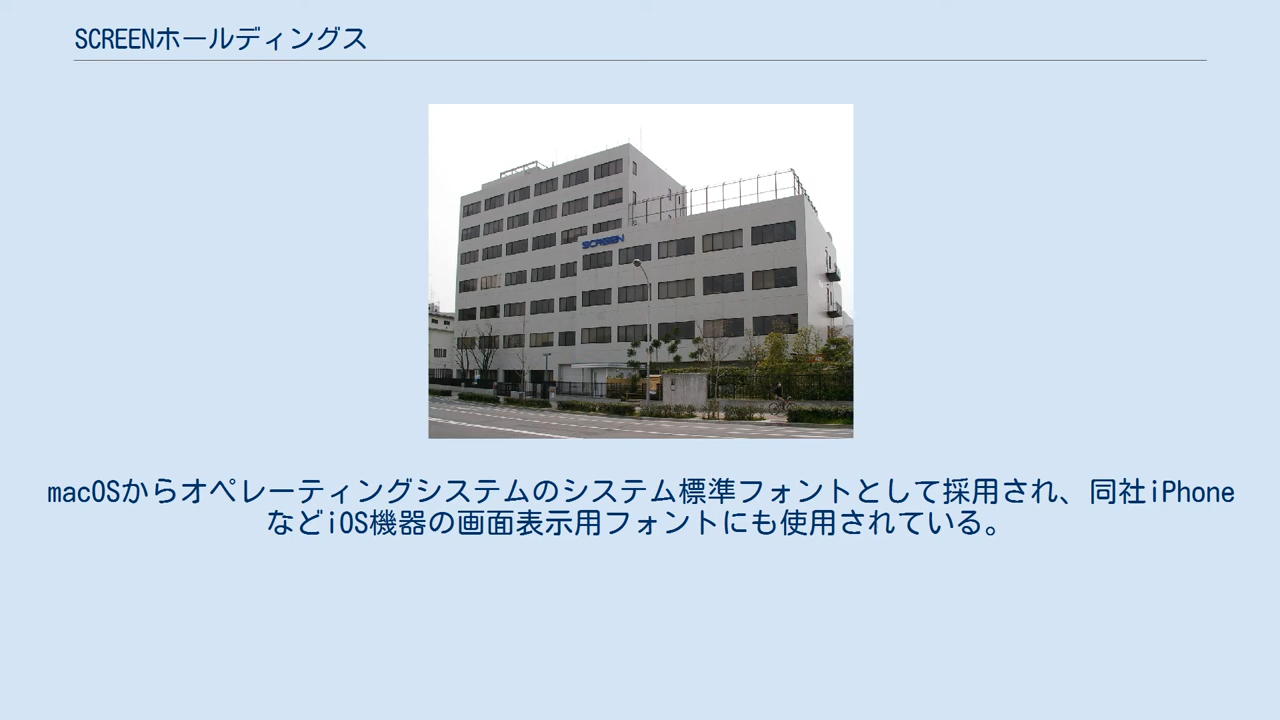 SCREENホールディングス
SCREEN
macOSからオペレーティングシステムのシステム標準フォントとして採用され、同社iPhone
などiOS機器の画面表示用フォントにも使用されている。